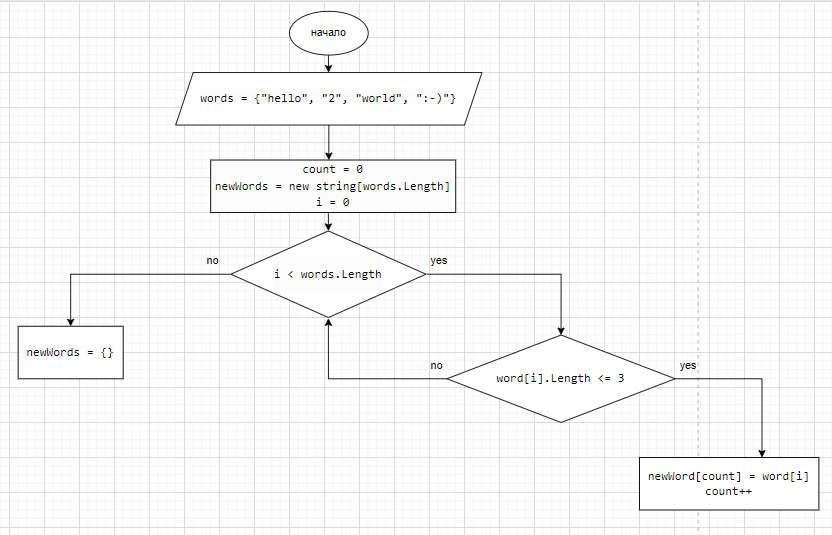 начало
words = {"hello", "2", "world", ":-)"}
count = 0
newWords = new string[words.Length]
i = 0
no
yes
i < words.Length
newWords = {}
no
yes
word[i].Length <= 3
newWord[count] = word[i]
count++